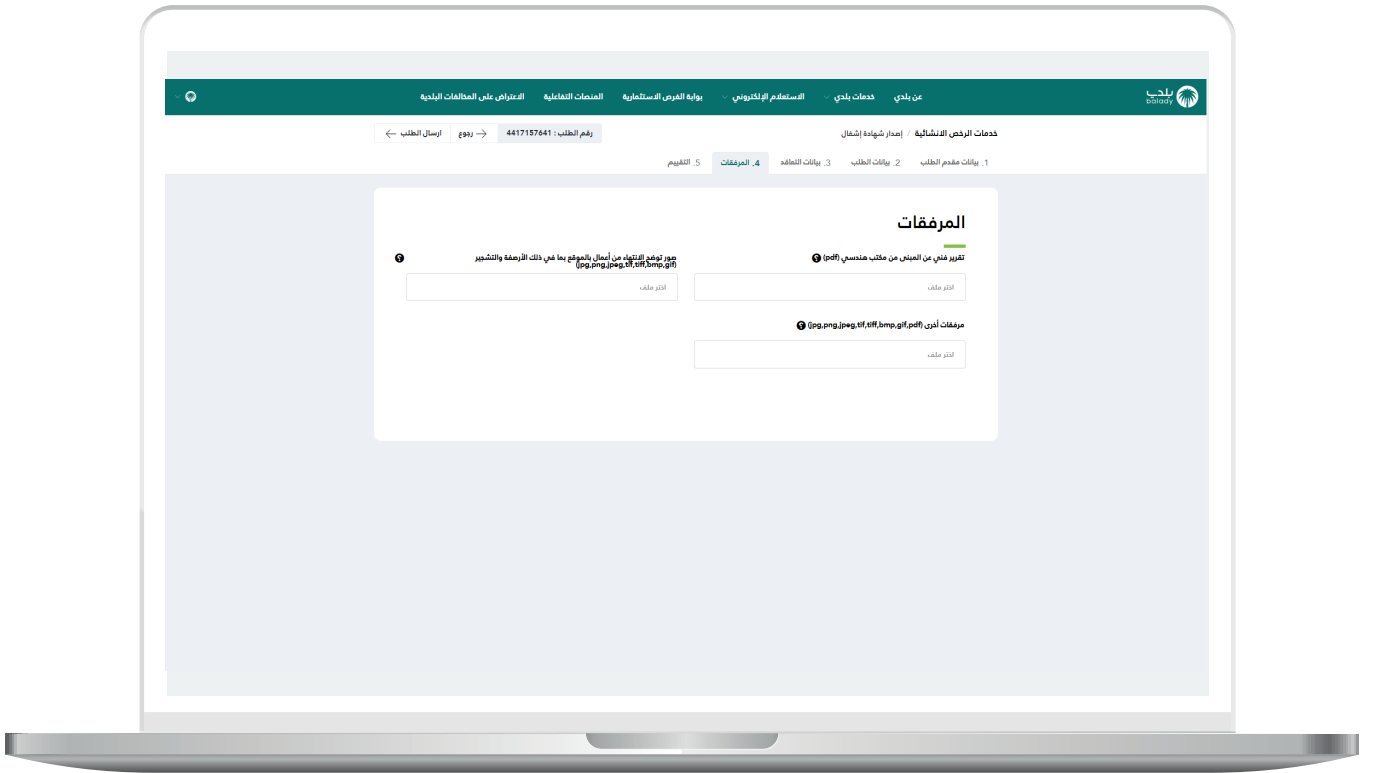 بلدي
balady
عن بلدي
خدمات بلدي
الاستعلام الإلكتروني
بوابة الفرص الاستثمارية
المنصات التفاعلية
الاعتراض على المخالفات البلدية
خدمات الرخص الانشائية / إصدار شهادة إشغال
رقم الطلب : 4417157641
رجوع
ارسال الطلب
1. بيانات مقدم الطلب
2. بيانات الطلب
3. بيانات التعاقد
4. المرفقات
5. التقييم
المرفقات
تقرير فني عن المبنى من مكتب هندسي (pdf)
اختر ملف
صور توضح الانتهاء من أعمال بالموقع بما في ذلك الأرصفة والتشجير
(jpg,png,jpeg,tif,tiff,bmp,gif)
اختر ملف
مرفقات أخرى (jpg,png,jpeg,tif,tiff,bmp,gif,pdf)
اختر ملف